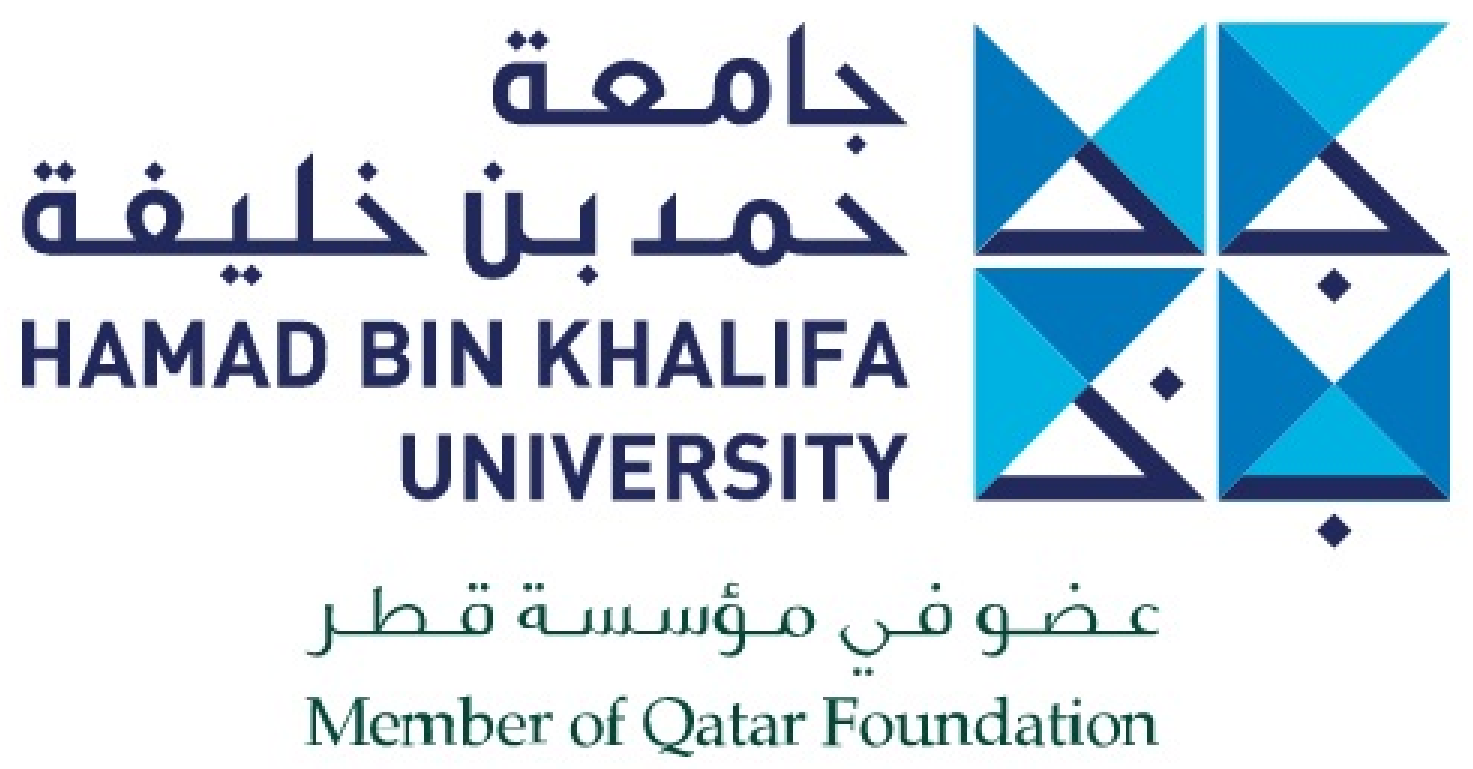 جامعة
حمد بن خليفة
HAMAD BIN KHALIFA
UNIVERSITY
عضو في مؤسسة قطر
Member of Qatar Foundation